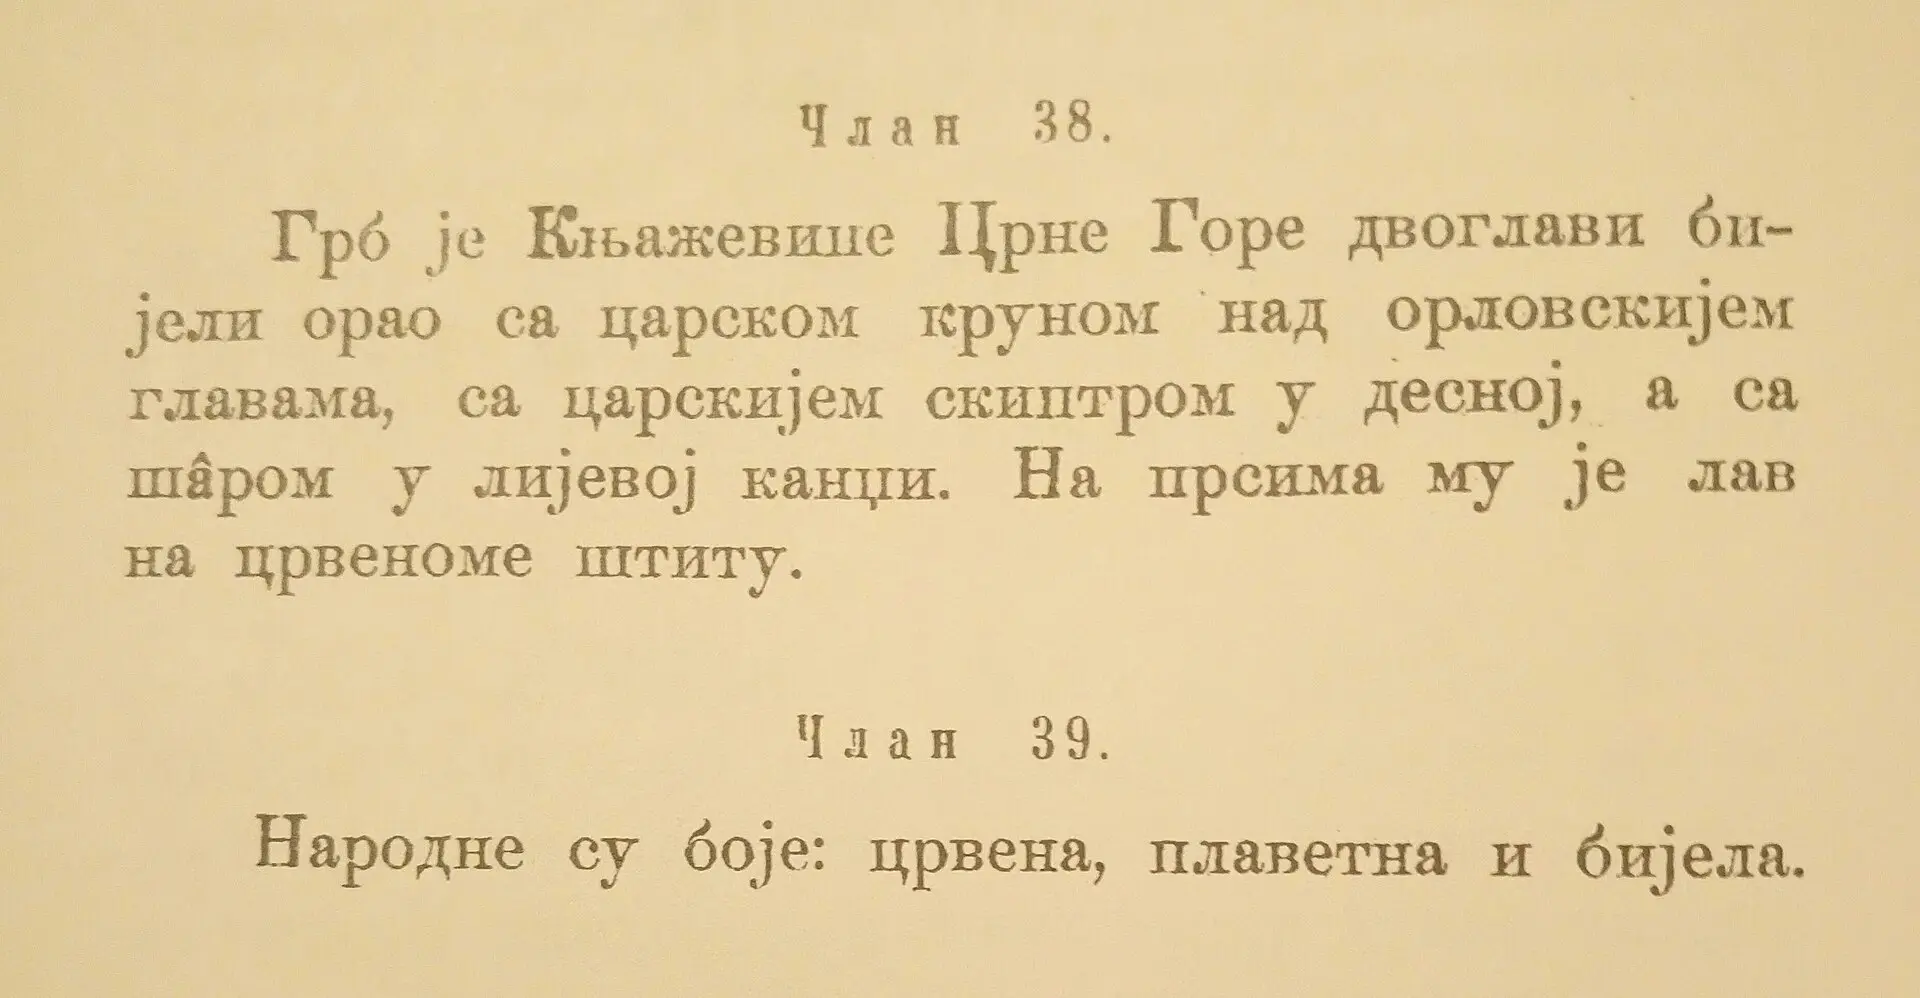 Члан 38.
Грб је Књажевине Црне Горе двоглави би-
јели орао са царском круном над орловскијем
главама, са царскијем скиптром у десној, а са
шâром у лијевој канџи. На прсима му је лав
на црвеноме штиту.
Члан 39.
Народне су боје: црвена, плаветна и бијела.